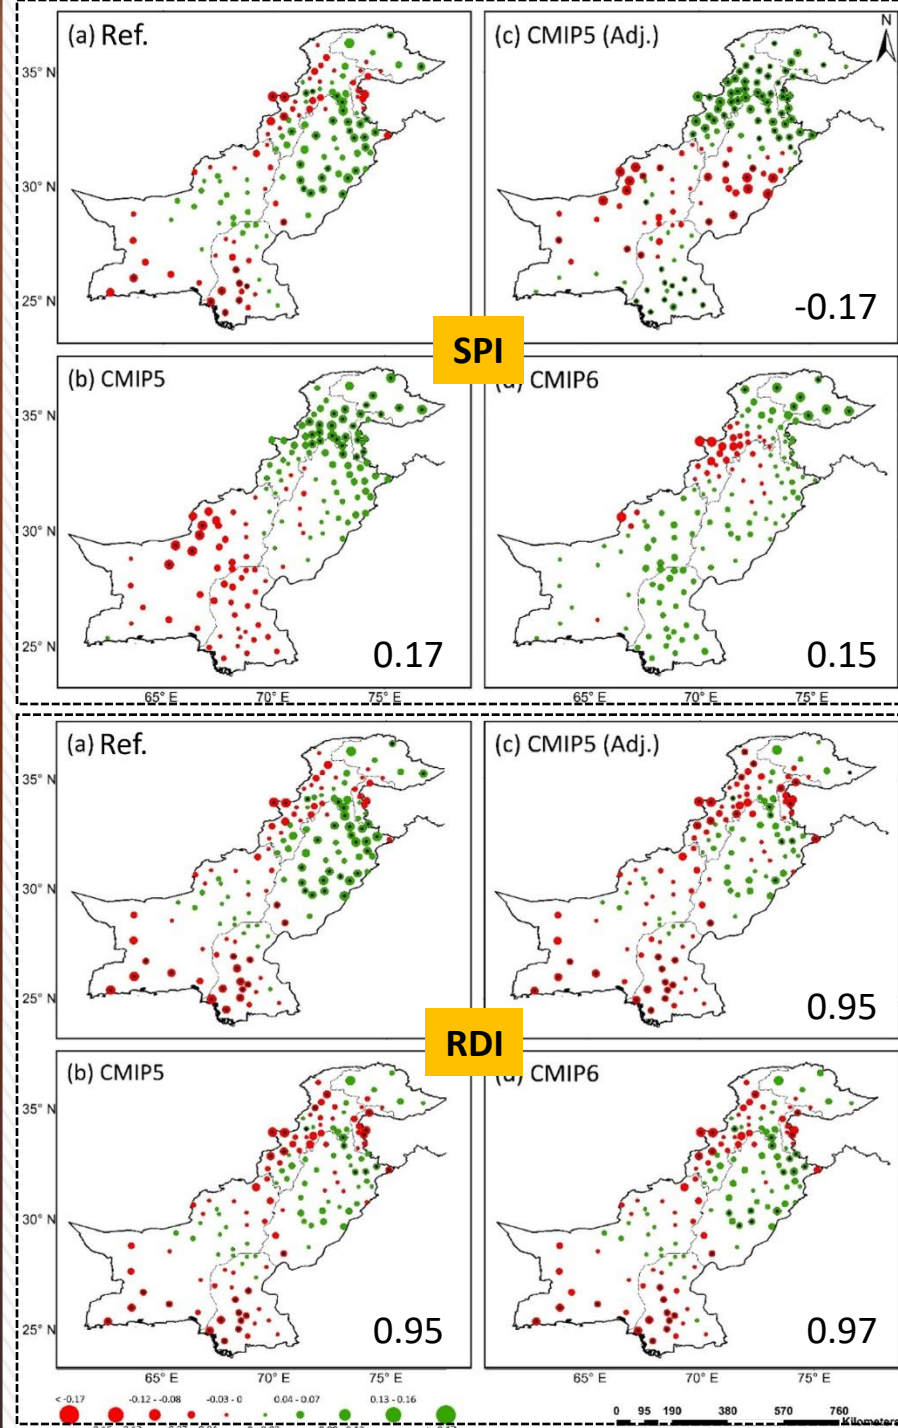 (a) Ref.
(c) CMIP5 (Adj.)
N
35° N
30° N
25° N
-0.17
SPI
(b) CMIP5
CMIP6
35° N
30° N
25° N
0.17
0.15
65° E 70° E 75° E 65° E 70° E 75° E
(a) Ref.
(c) CMIP5 (Adj.)
35° N
30° N
25° N
0.95
RDI
(b) CMIP5
CMIP6
35° N
30° N
25° N
0.95
0.97
65° E 70° E 75° E 65° E 70° E 75° E
< -0.17 -0.12 - -0.08 -0.03 - 0 0.04 - 0.07 0.13 - 0.16
0 95 190 380 570 760
Kilometers